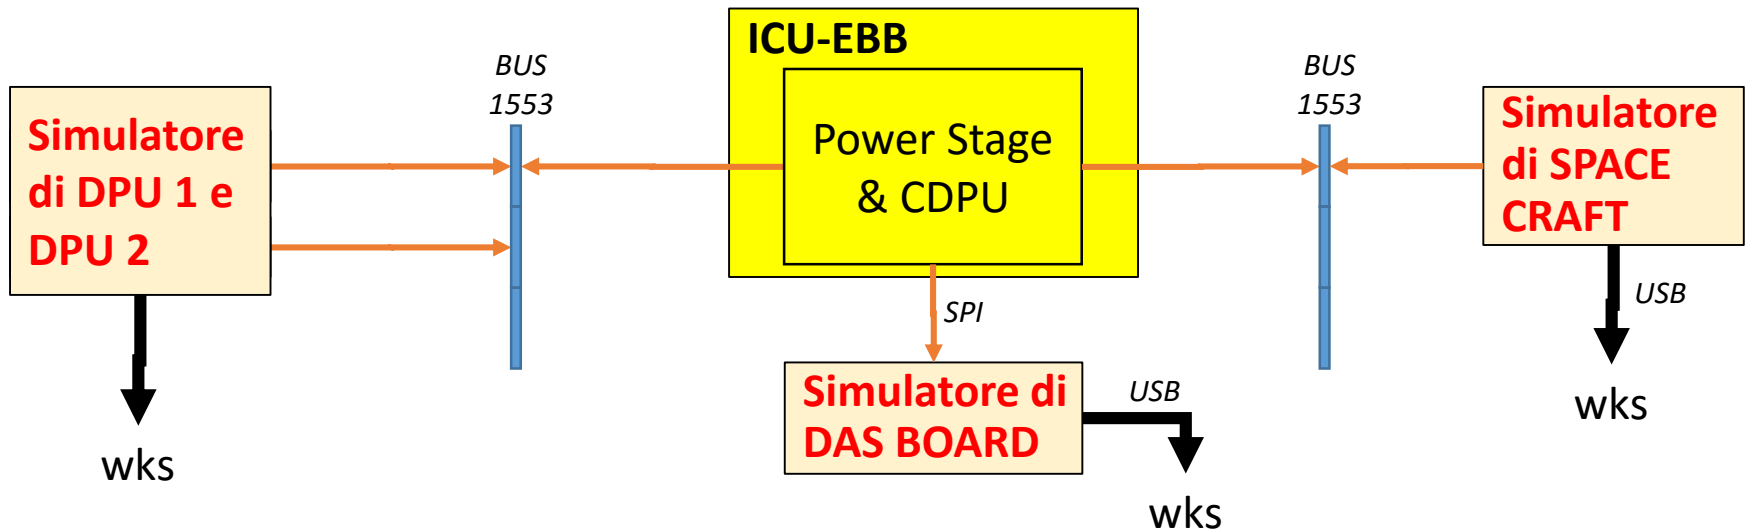 ICU-EBB
BUS
1553
BUS
1553
Simulatore
di DPU 1 e
DPU 2
Power Stage
& CDPU
Simulatore
di SPACE
CRAFT
SPI
USB
Simulatore di
DAS BOARD
USB
wks
wks
wks